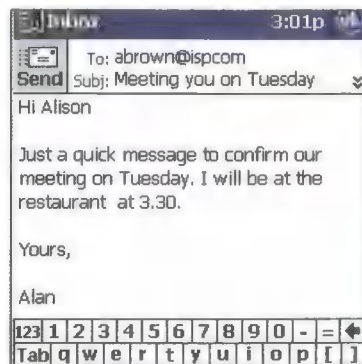 Inbox 3:01p
To: abrown@ispcom
Send Subj: Meeting you on Tuesday
Hi Alison
Just a quick message to confirm our
meeting on Tuesday. I will be at the
restaurant at 3.30.
Yours,
Alan
123 1 2 3 4 5 6 7 8 9 0 - =
Tab q w e r t y u i o p [ ]